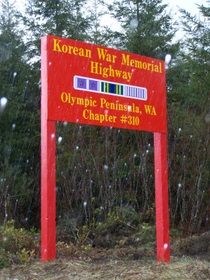 Korean War Memorial
Highway
Olympic Peninsula, WA
Chapter #310